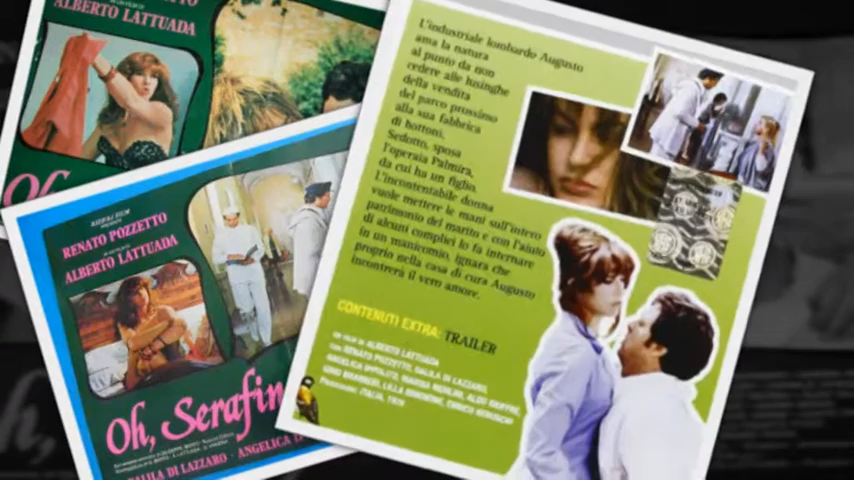 ALBERTO LATTUADA
Oh
RENATO POZZETTO
ALBERTO LATTUADA
Oh, Serafin
DALILA DI LAZZARO - ANGELICA
L'industriale lombardo Augusto
ama la natura
al punto da non
cedere alle lusinghe
della vendita
del parco prossimo
alla sua fabbrica
di bottoni.
Sedotto, sposa
l'operaia Palmira,
da cui ha un figlio.
L'incontentabile donna
vuole mettere le mani sull'intero
patrimonio del marito e con l'aiuto
di alcuni complici lo fa internare
in un manicomio, ignara che
proprio nella casa di cura Augusto
incontrerà il vero amore.
CONTENUTI EXTRA: TRAILER
UN FILM DI ALBERTO LATTUADA
CON RENATO POZZETTO, DALILA DI LAZZARO,